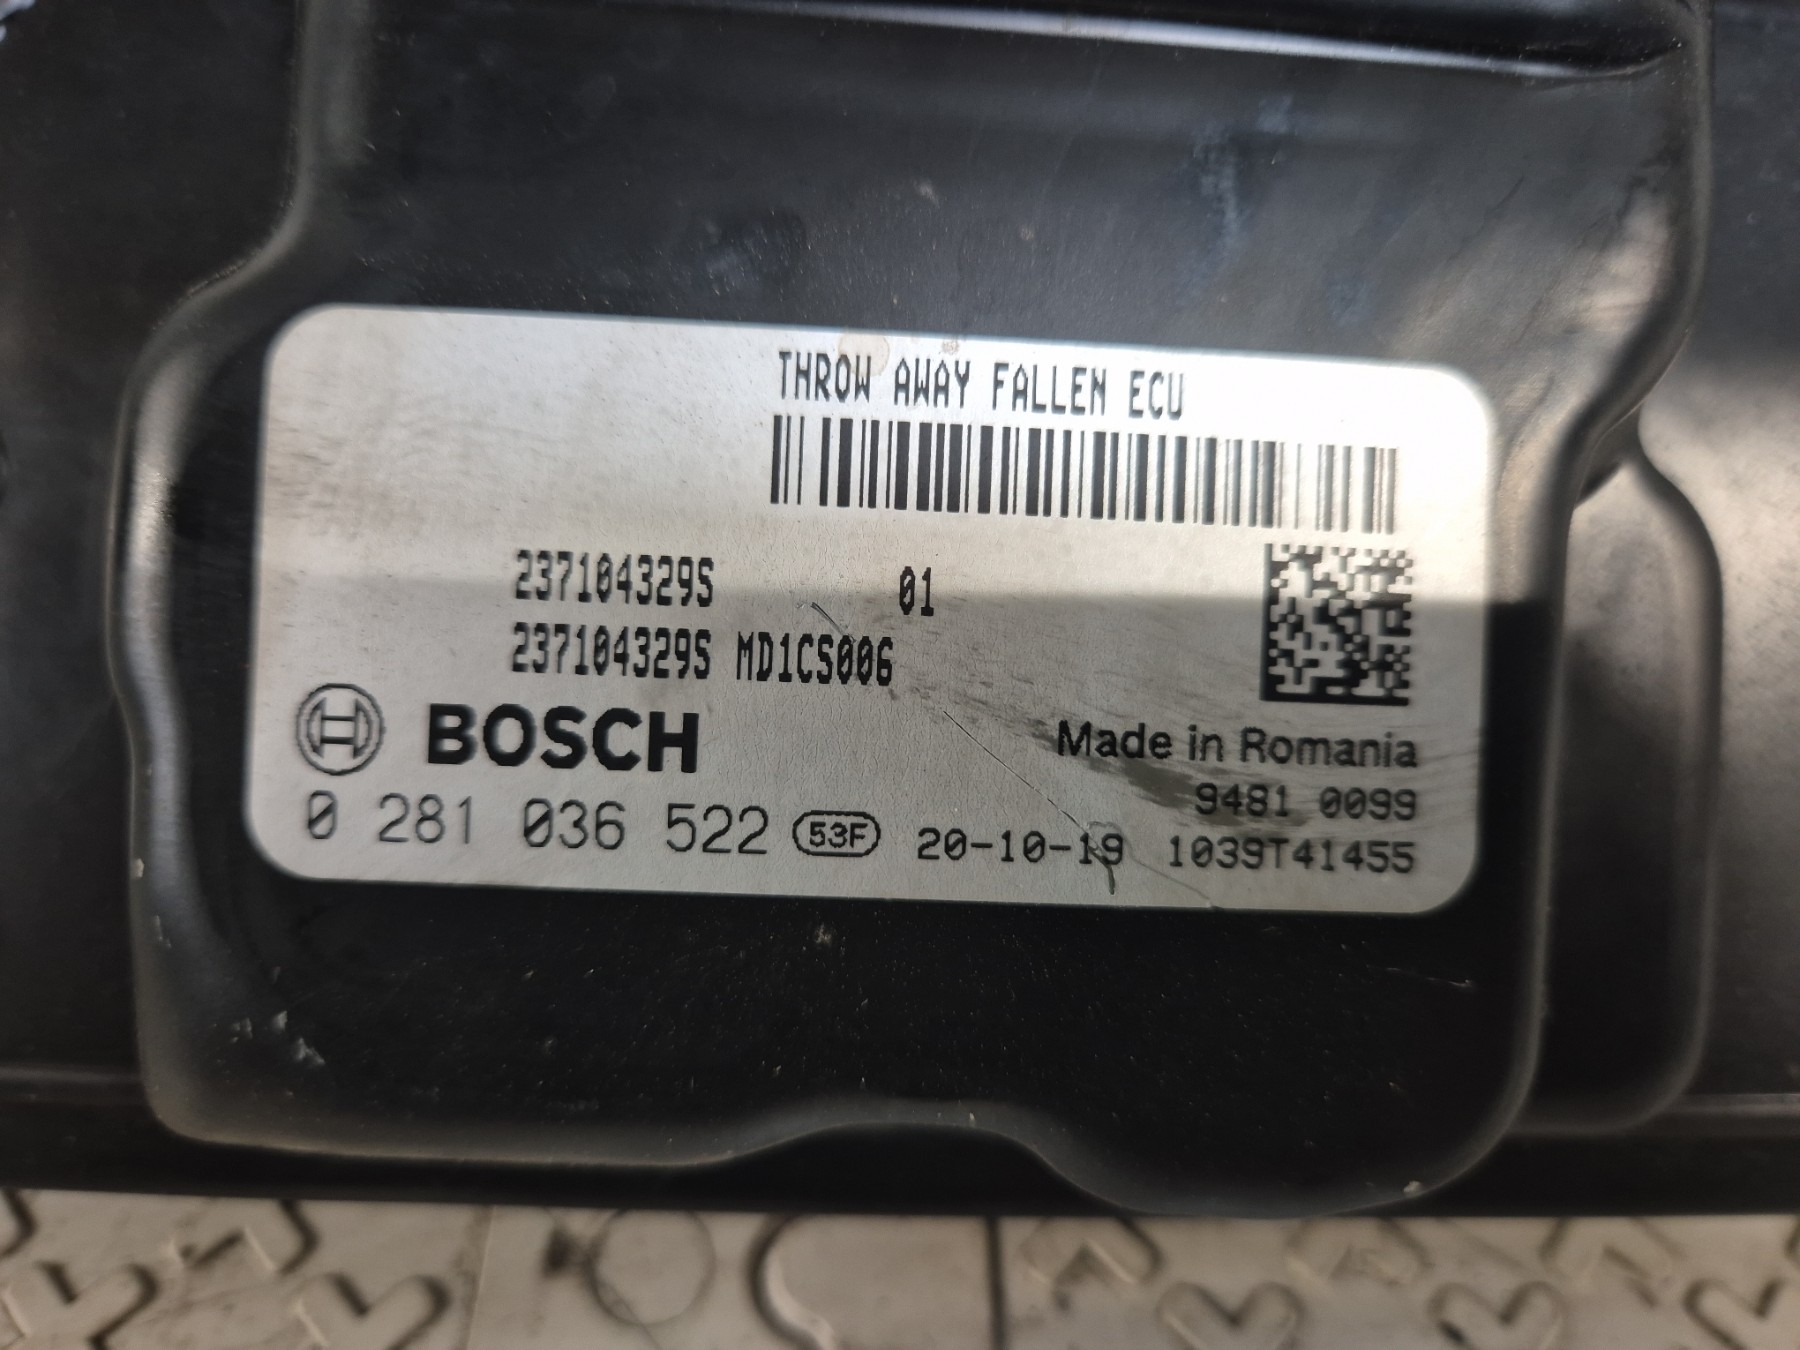 THROW AWAY FALLEN ECU
237104329S 01
237104329S MD1CS006
BOSCH
Made in Romania
9481 0099
0 281 036 522 53F 20-10-19 1039T41455